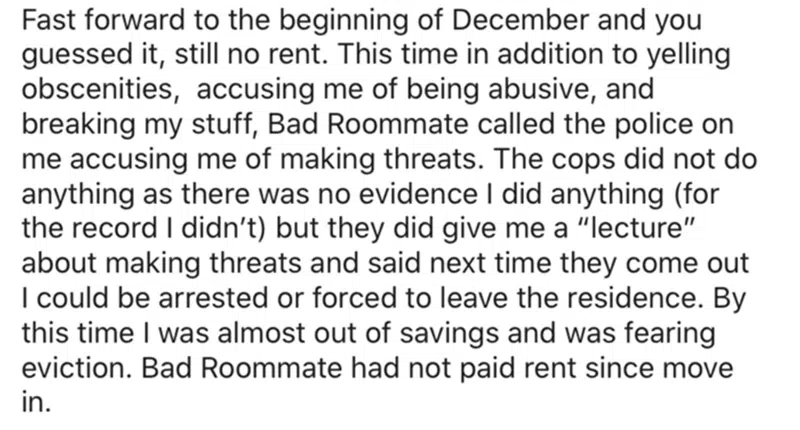 Fast forward to the beginning of December and you
guessed it, still no rent. This time in addition to yelling
obscenities,  accusing me of being abusive, and
breaking my stuff, Bad Roommate called the police on
me accusing me of making threats. The cops did not do
anything as there was no evidence I did anything (for
the record I didn’t) but they did give me a “lecture”
about making threats and said next time they come out
I could be arrested or forced to leave the residence. By
this time I was almost out of savings and was fearing
eviction. Bad Roommate had not paid rent since move
in.